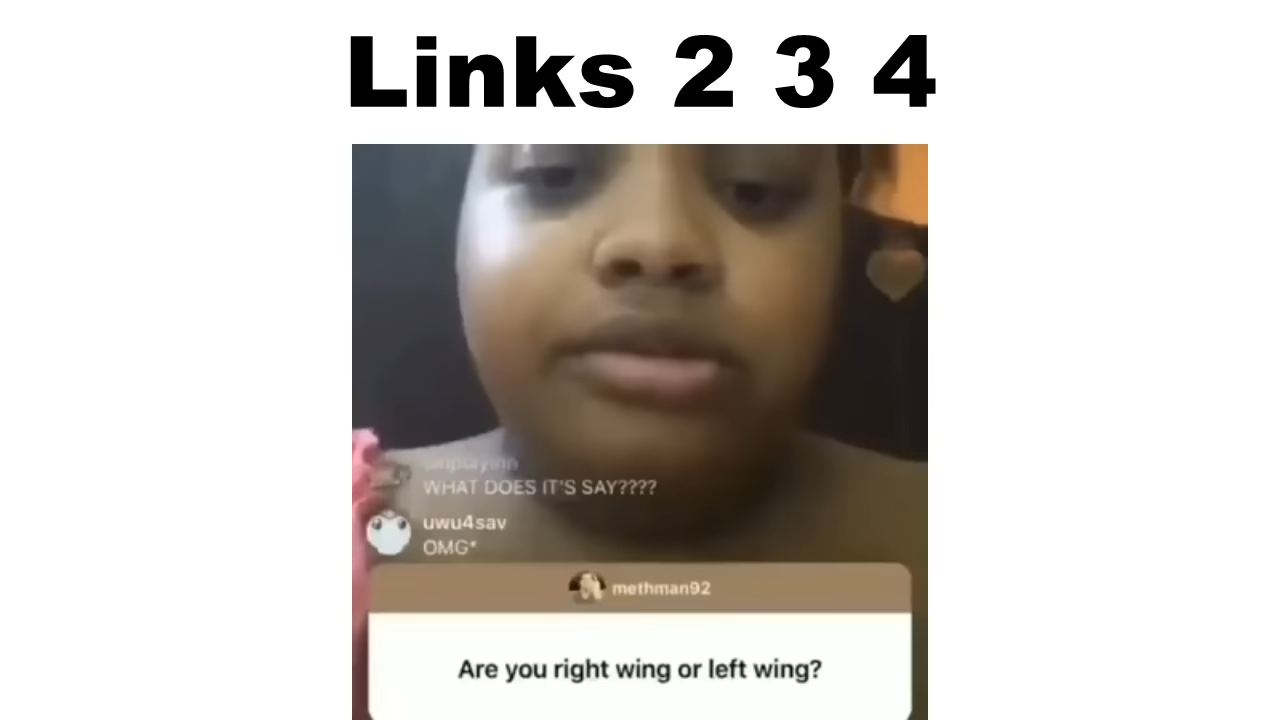 Links 2 3 4
WHAT DOES IT'S SAY????
uwu4sav
OMG*
methman92
Are you right wing or left wing?